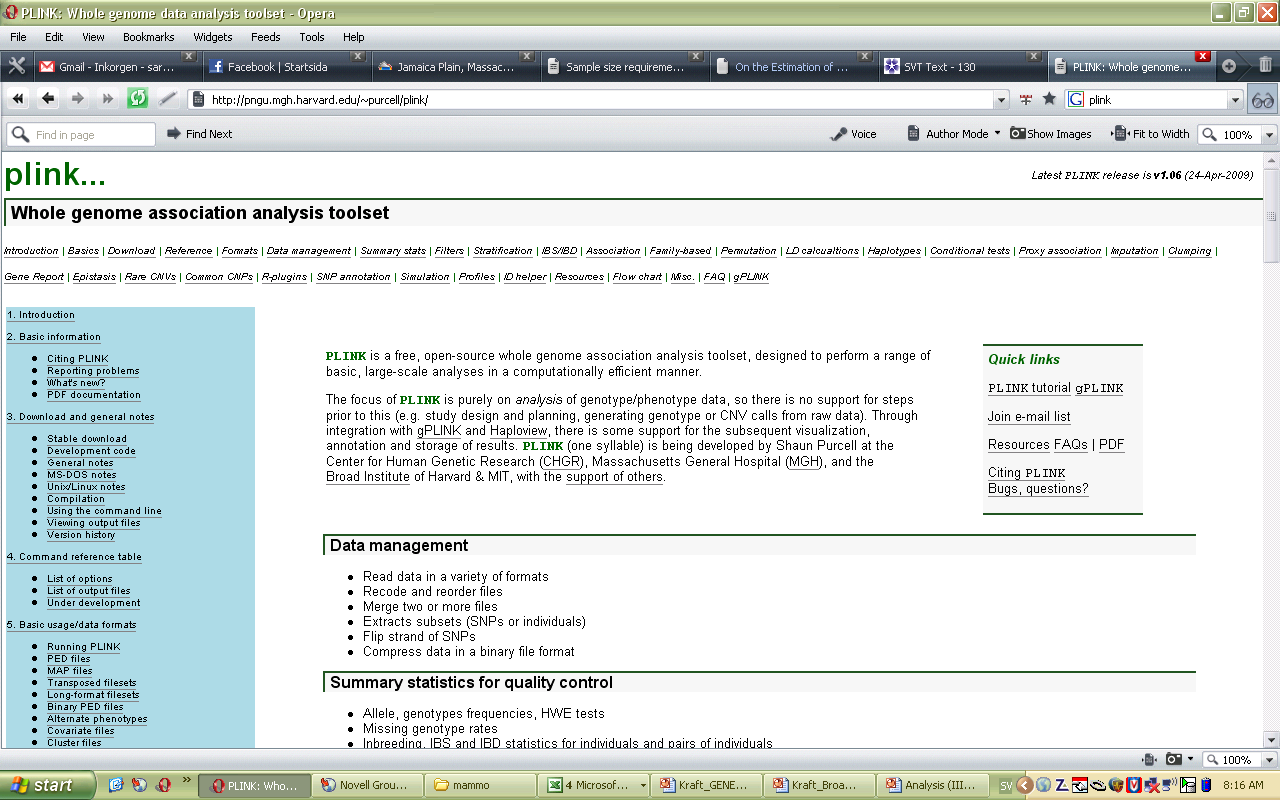 PLINK: Whole genome data analysis toolset - Opera
File Edit View Bookmarks Widgets Feeds Tools Help
Gmail - Inkorgen - sar... Facebook | Startsida Jamaica Plain, Massac... Sample size requireme... On the Estimation of ... SVT Text - 130 PLINK: Whole genome...
http://pngu.mgh.harvard.edu/~purcell/plink/ plink
Find in page Find Next Voice Author Mode Show Images Fit to Width 100%
plink...
Latest PLINK release is v1.06 (24-Apr-2009)
Whole genome association analysis toolset
Introduction | Basics | Download | Reference | Formats | Data management | Summary stats | Filters | Stratification | IBS/IBD | Association | Family-based | Permutation | LD calcualtions | Haplotypes | Conditional tests | Proxy association | Imputation | Clumping |
Gene Report | Epistasis | Rare CNVs | Common CNPs | R-plugins | SNP annotation | Simulation | Profiles | ID helper | Resources | Flow chart | Misc. | FAQ | gPLINK
1. Introduction
2. Basic information
Citing PLINK
Reporting problems
What's new?
PDF documentation
3. Download and general notes
Stable download
Development code
General notes
MS-DOS notes
Unix/Linux notes
Compilation
Using the command line
Viewing output files
Version history
4. Command reference table
List of options
List of output files
Under development
5. Basic usage/data formats
Running PLINK
PED files
MAP files
Transposed filesets
Long-format filesets
Binary PED files
Alternate phenotypes
Covariate files
Cluster files
PLINK is a free, open-source whole genome association analysis toolset, designed to perform a range of
basic, large-scale analyses in a computationally efficient manner.
The focus of PLINK is purely on analysis of genotype/phenotype data, so there is no support for steps
prior to this (e.g. study design and planning, generating genotype or CNV calls from raw data). Through
integration with gPLINK and Haploview, there is some support for the subsequent visualization,
annotation and storage of results. PLINK (one syllable) is being developed by Shaun Purcell at the
Center for Human Genetic Research (CHGR), Massachusetts General Hospital (MGH), and the
Broad Institute of Harvard & MIT, with the support of others.
Quick links
PLINK tutorial gPLINK
Join e-mail list
Resources FAQs | PDF
Citing PLINK
Bugs, questions?
Data management
Read data in a variety of formats
Recode and reorder files
Merge two or more files
Extracts subsets (SNPs or individuals)
Flip strand of SNPs
Compress data in a binary file format
Summary statistics for quality control
Allele, genotypes frequencies, HWE tests
Missing genotype rates
Inbreeding, IBS and IBD statistics for individuals and pairs of individuals
100%
start PLINK: Who... Novell Grou... mammo 4 Microsof... Kraft_GENE... Kraft_Broa... Analysis (III... SV 8:16 AM